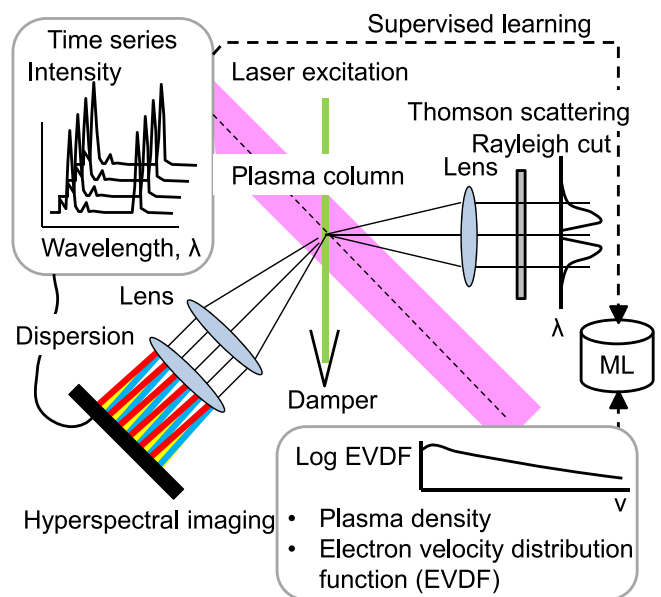 Time series
Intensity
Wavelength, λ
Supervised learning
Laser excitation
Thomson scattering
Rayleigh cut
Lens
Plasma column
Lens
λ
Dispersion
ML
Damper
Hyperspectral imaging
Log EVDF
v
• Plasma density
• Electron velocity distribution
function (EVDF)